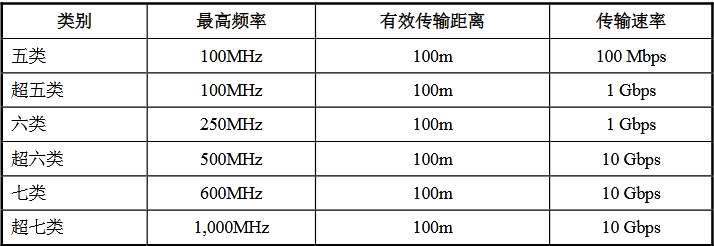 类别 最高频率 有效传输距离 传输速率
五类 100MHz 100m 100 Mbps
超五类 100MHz 100m 1 Gbps
六类 250MHz 100m 1 Gbps
超六类 500MHz 100m 10 Gbps
七类 600MHz 100m 10 Gbps
超七类 1,000MHz 100m 10 Gbps